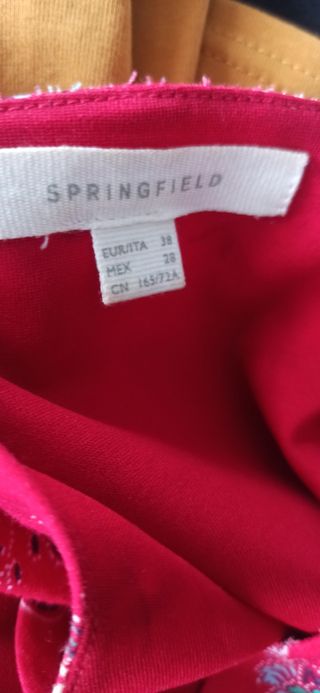 SPRINGFIELD
EUR/ITA 38
MEX 28
CN 165/72A